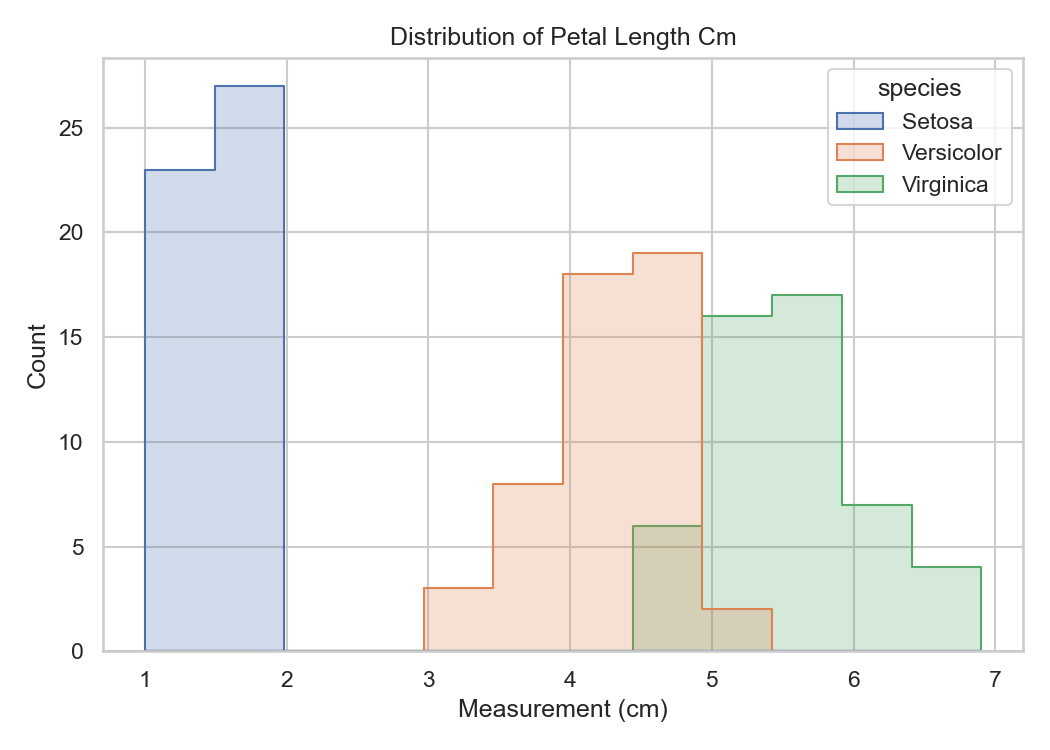 Distribution of Petal Length Cm
species
Setosa
Versicolor
Virginica
Count
25
20
15
10
5
0
1 2 3 4 5 6 7
Measurement (cm)